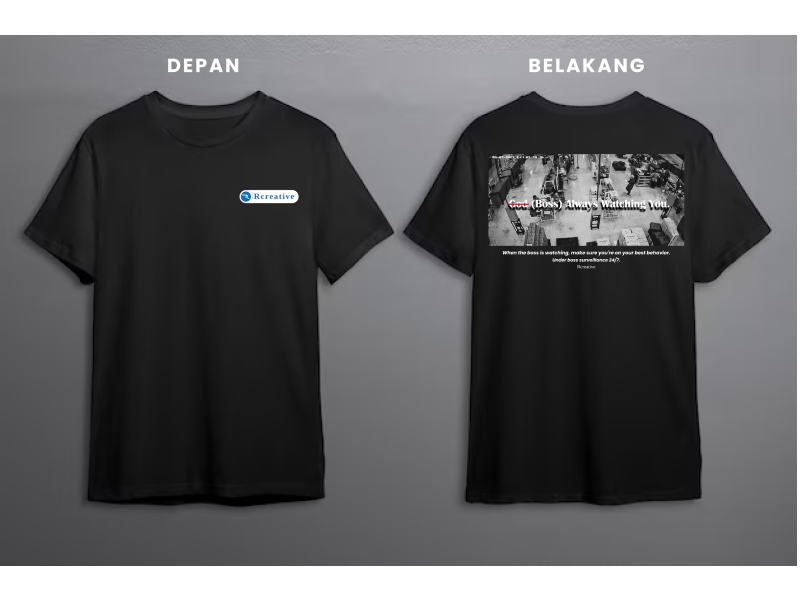 DEPAN
BELAKANG
Rcreative
God (Boss) Always Watching You.
When the boss is watching, make sure you're on your best behavior.
Under boss surveillance 24/7.
Rcreative